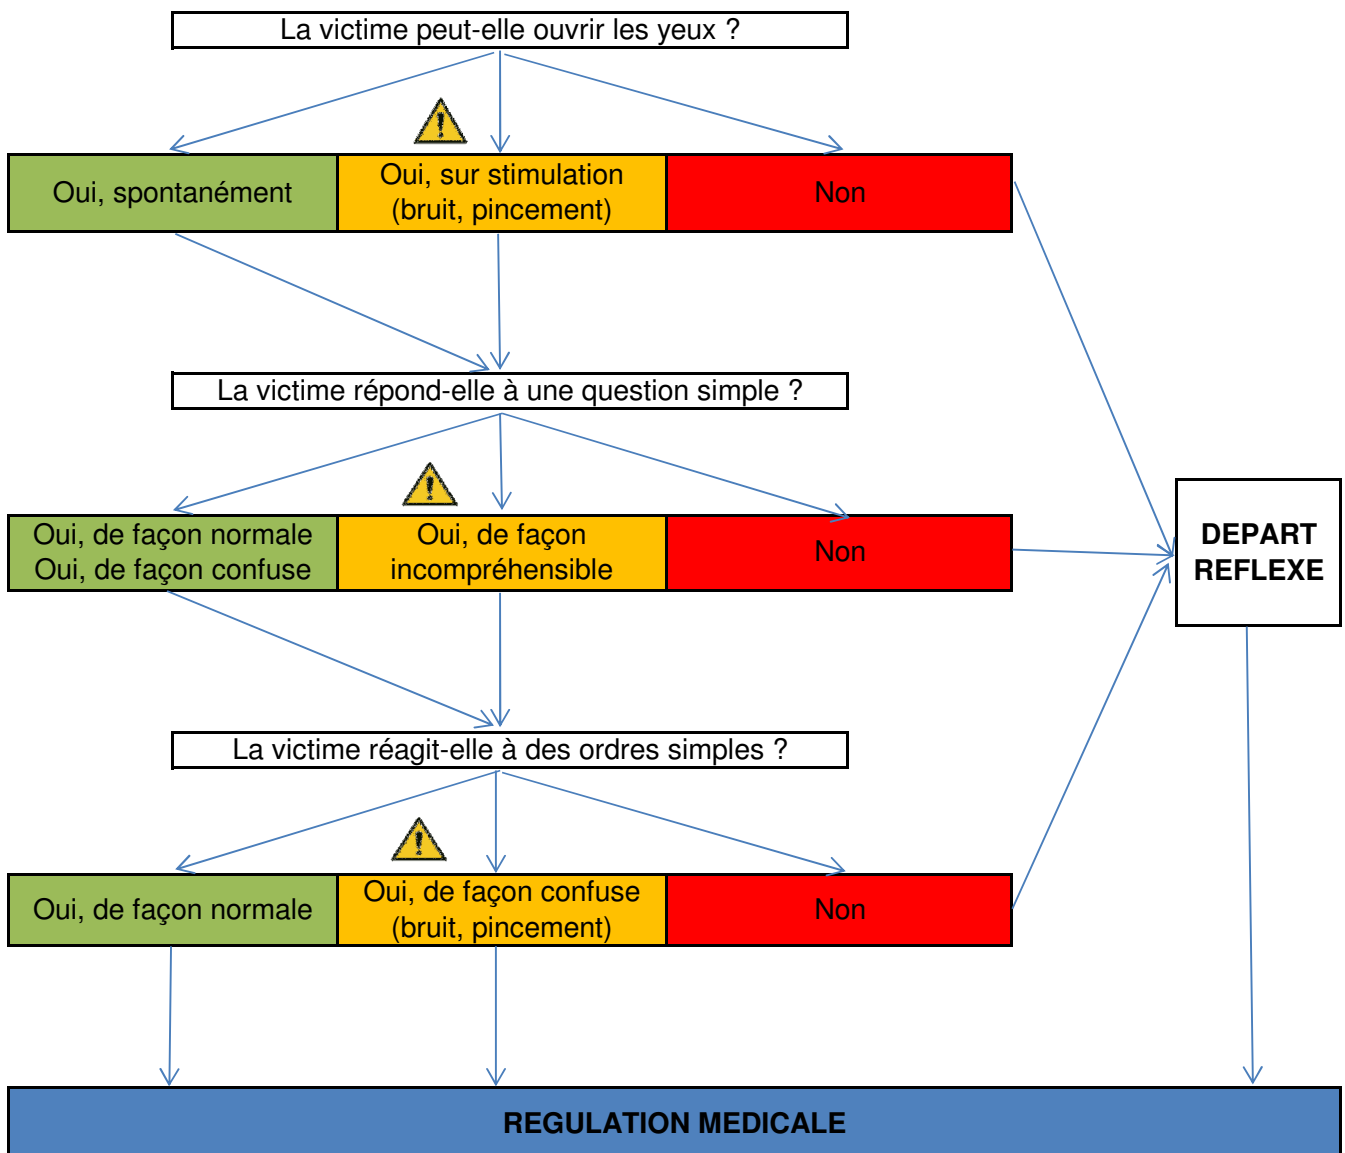 La victime peut-elle ouvrir les yeux ?
Oui, spontanément
Oui, sur stimulation
(bruit, pincement)
Non
La victime répond-elle à une question simple ?
Oui, de façon normale
Oui, de façon confuse
Oui, de façon
incompréhensible
Non
DEPART
REFLEXE
La victime réagit-elle à des ordres simples ?
Oui, de façon normale
Oui, de façon confuse
(bruit, pincement)
Non
REGULATION MEDICALE